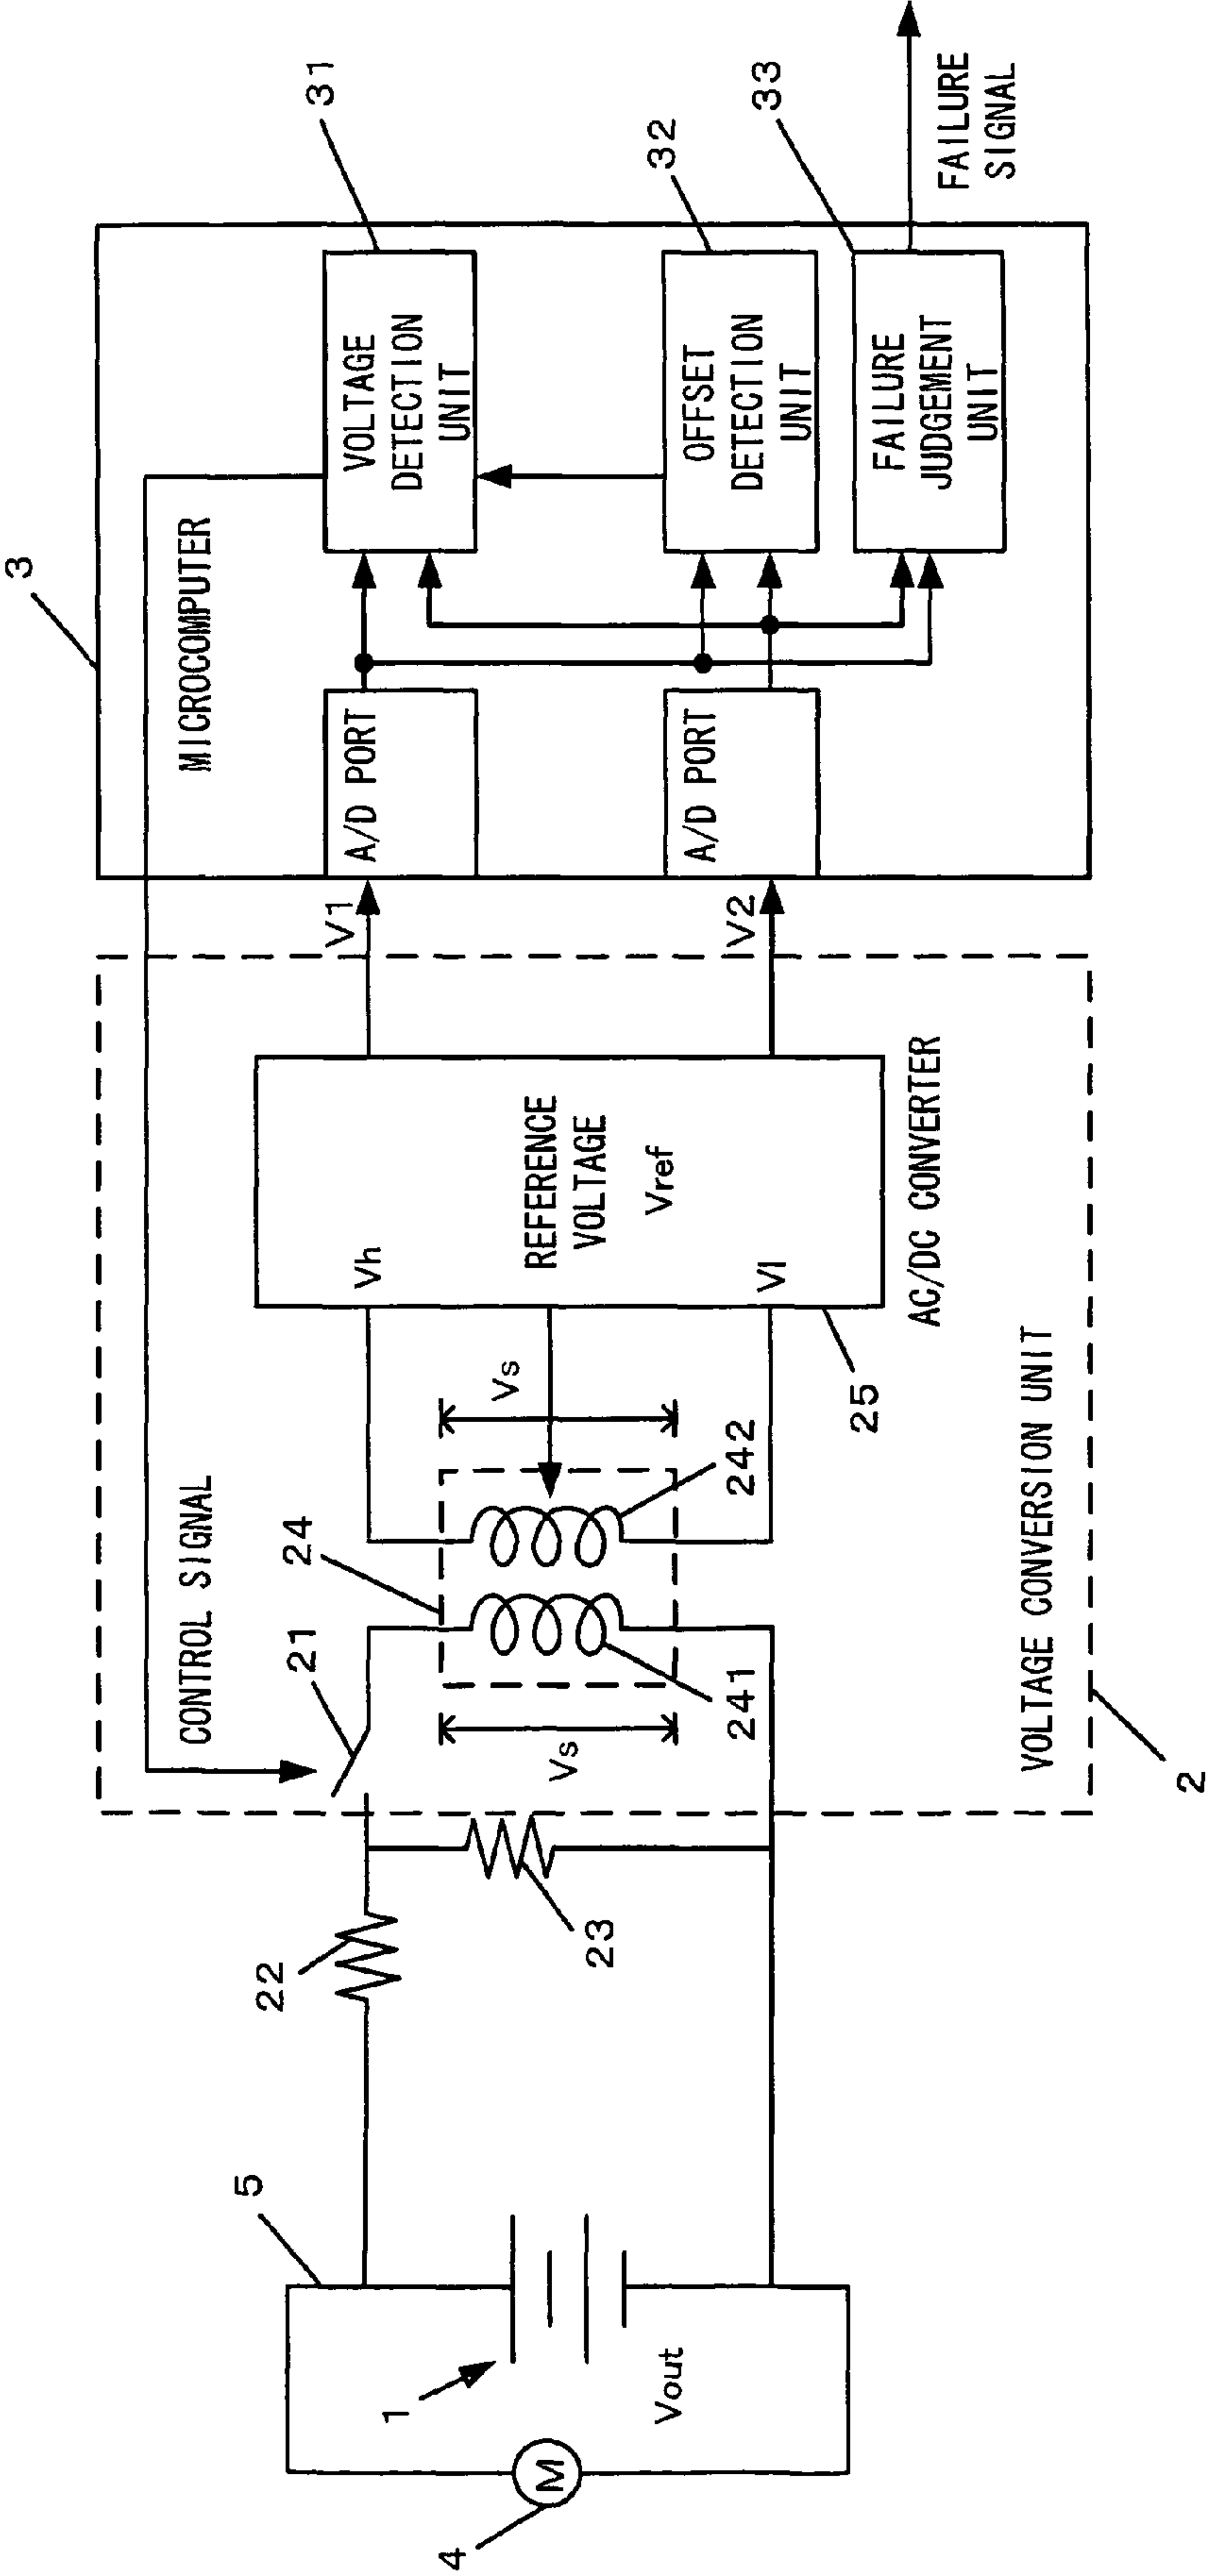 3
MICROCOMPUTER
31
VOLTAGE
DETECTION
UNIT
32
OFFSET
DETECTION
UNIT
33
FAILURE
JUDGEMENT
UNIT
FAILURE
SIGNAL
A/D PORT
A/D PORT
V1
V2
CONTROL SIGNAL
21
24
241
242
Vs
Vs
Vh
REFERENCE
VOLTAGE
Vref
Vl
AC/DC CONVERTER
25
VOLTAGE CONVERSION UNIT
2
22
23
5
1
Vout
M
4